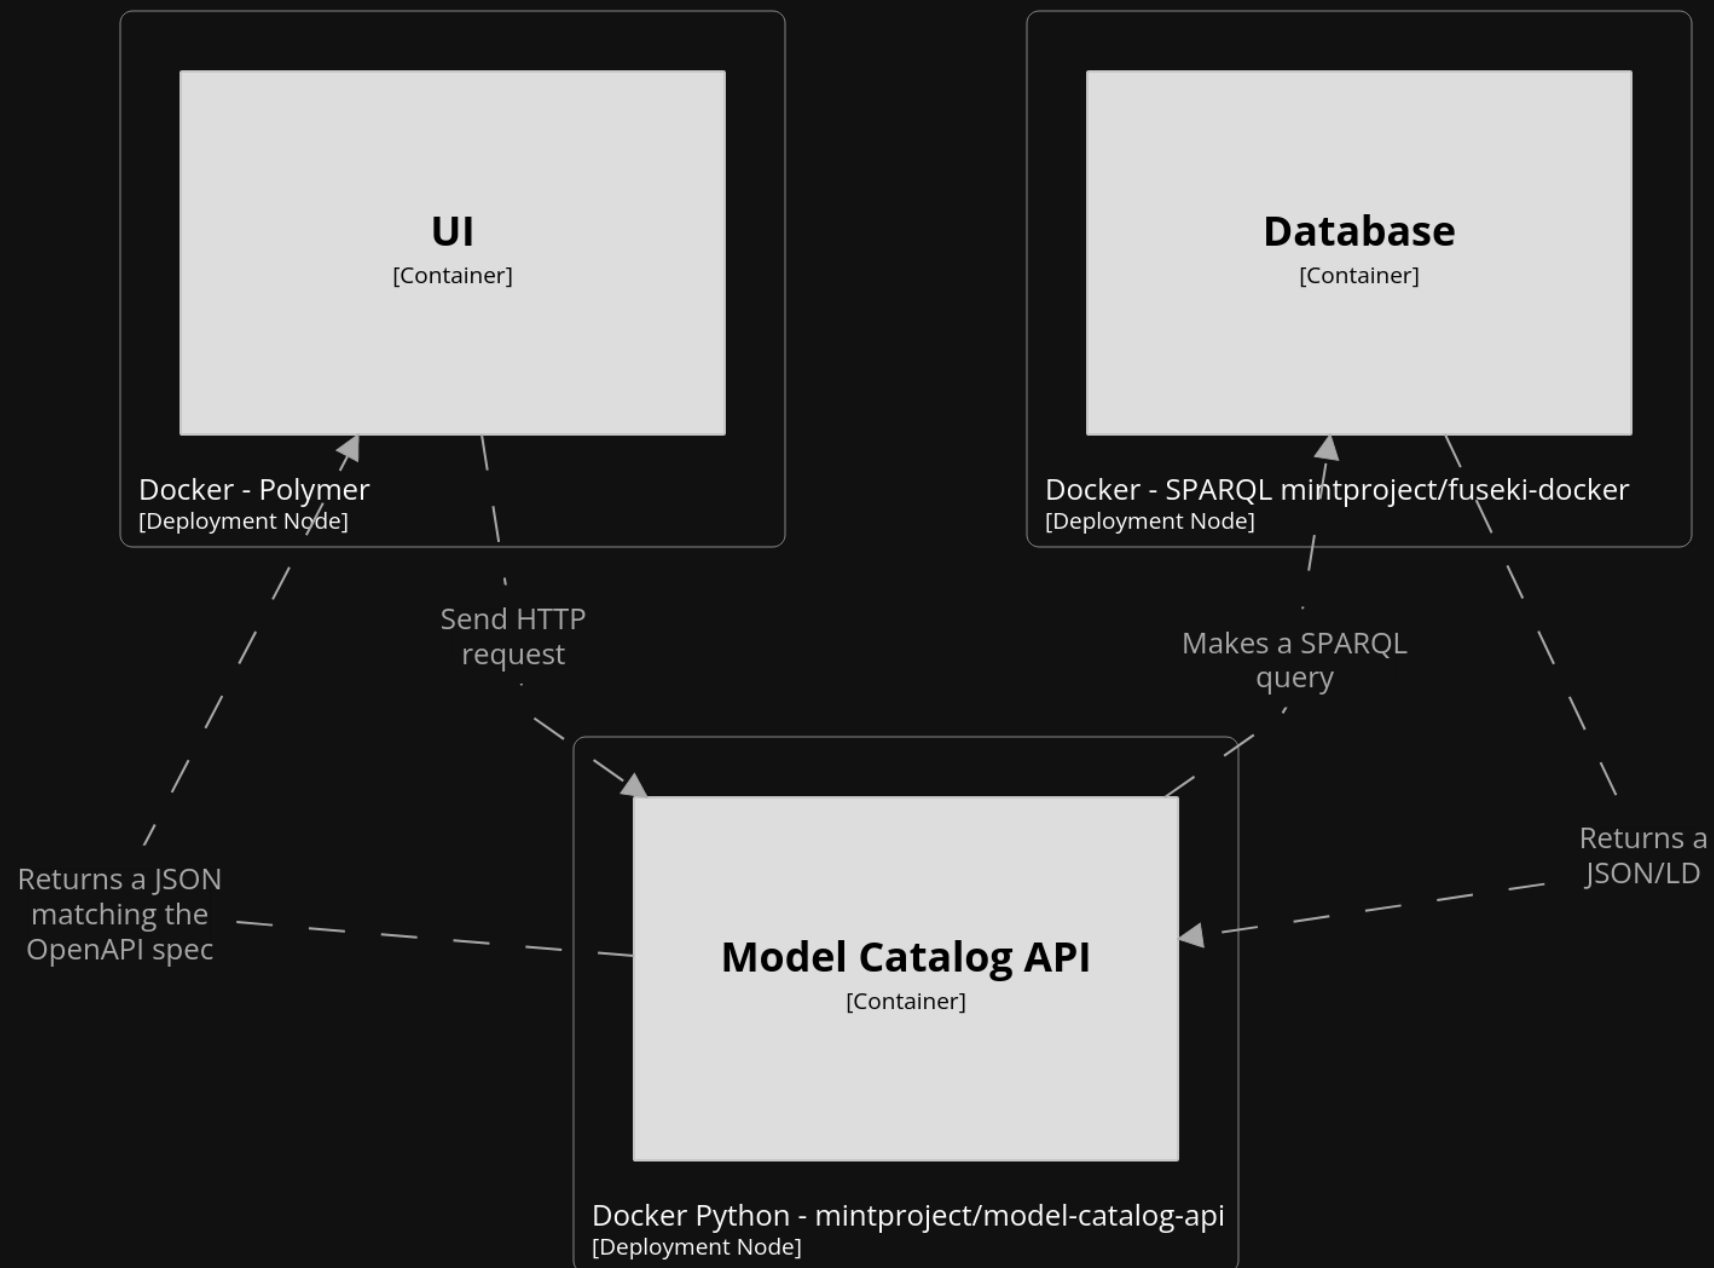 UI
[Container]
Docker - Polymer
[Deployment Node]
Database
[Container]
Docker - SPARQL mintproject/fuseki-docker
[Deployment Node]
Send HTTP
request
Makes a SPARQL
query
Returns a JSON
matching the
OpenAPI spec
Returns a
JSON/LD
Model Catalog API
[Container]
Docker Python - mintproject/model-catalog-api
[Deployment Node]